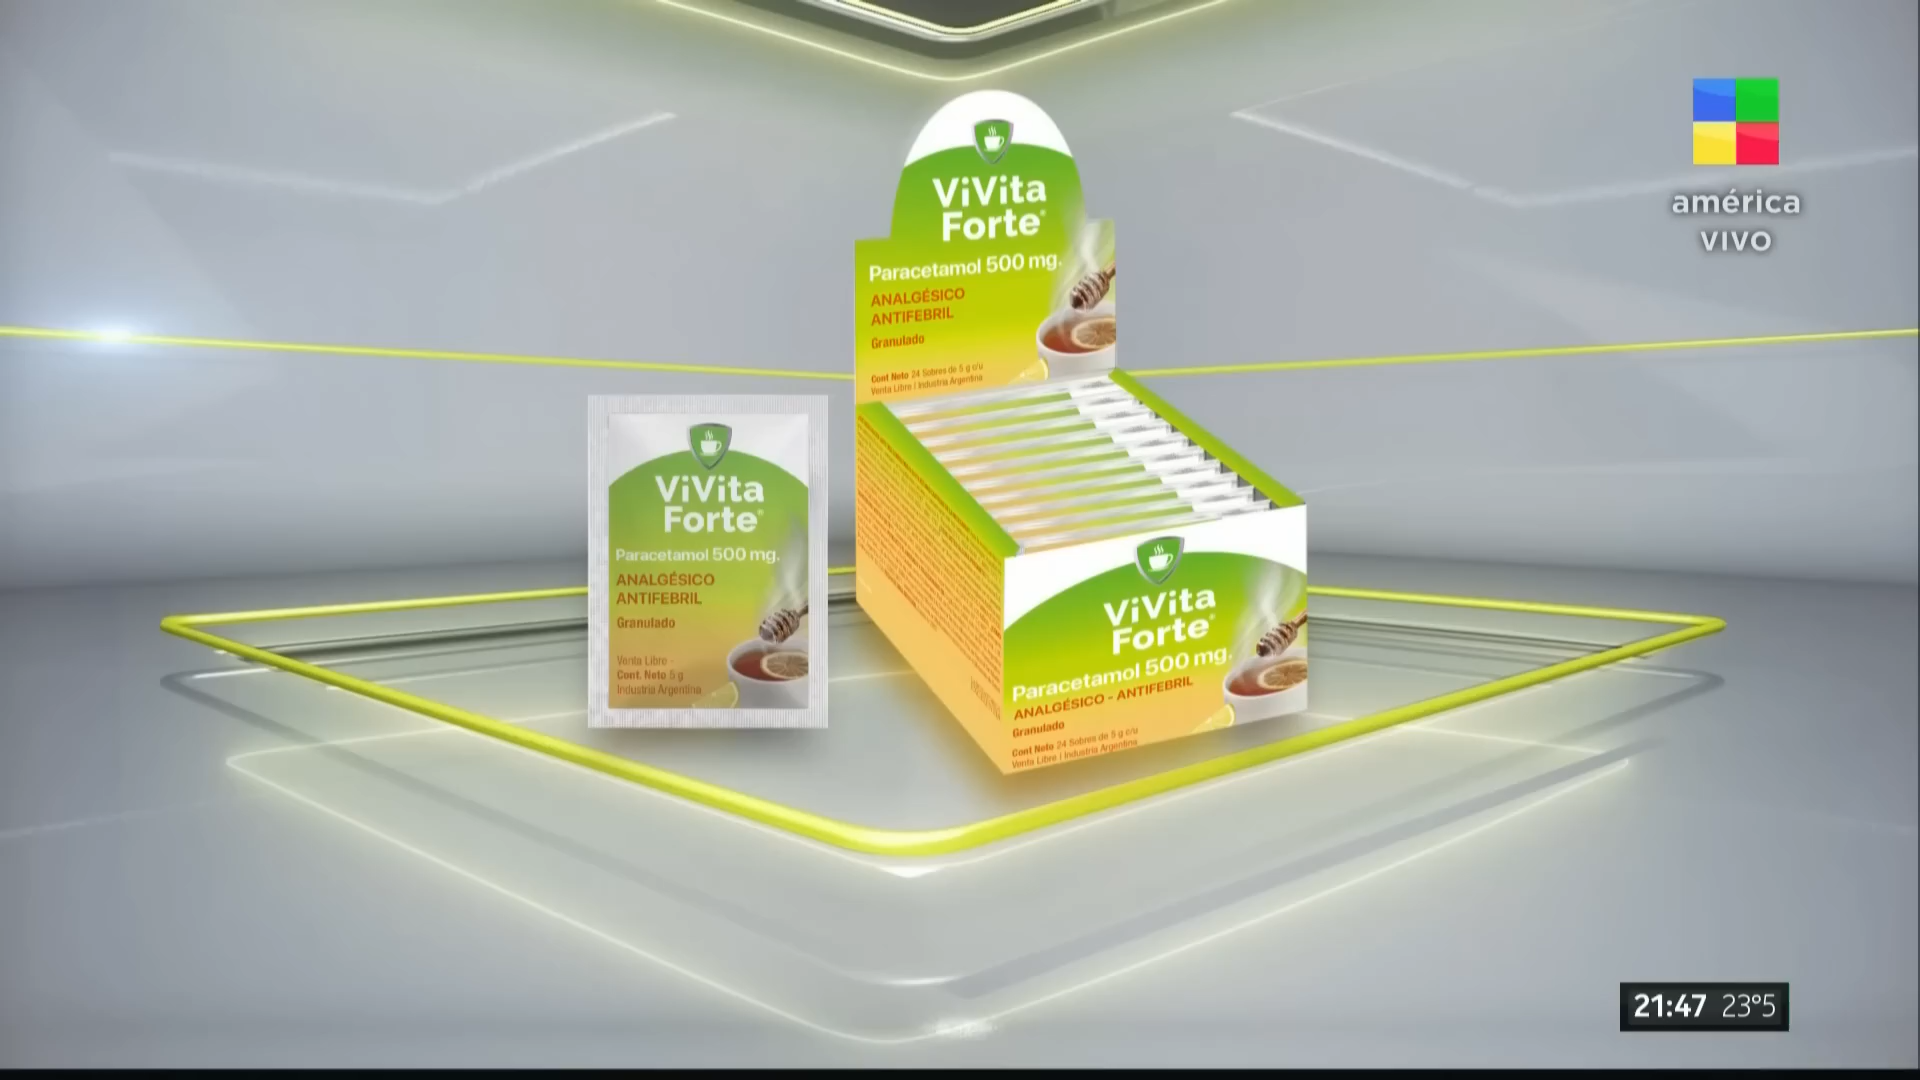 ViVita
Forte®
Paracetamol 500 mg.
ANALGÉSICO
ANTIFEBRIL
Granulado
Cont Neto 24 Sobres de 5 g c/u
Venta Libre / Industria Argentina
ViVita
Forte®
Paracetamol 500 mg.
ANALGÉSICO
ANTIFEBRIL
Granulado
Venta Libre -
Cont. Neto 5 g
Industria Argentina
ViVita
Forte®
Paracetamol 500 mg.
ANALGÉSICO - ANTIFEBRIL
Granulado
Cont Neto 24 Sobres de 5 g c/u
Venta Libre / Industria Argentina
américa
VIVO
21:47 23°5